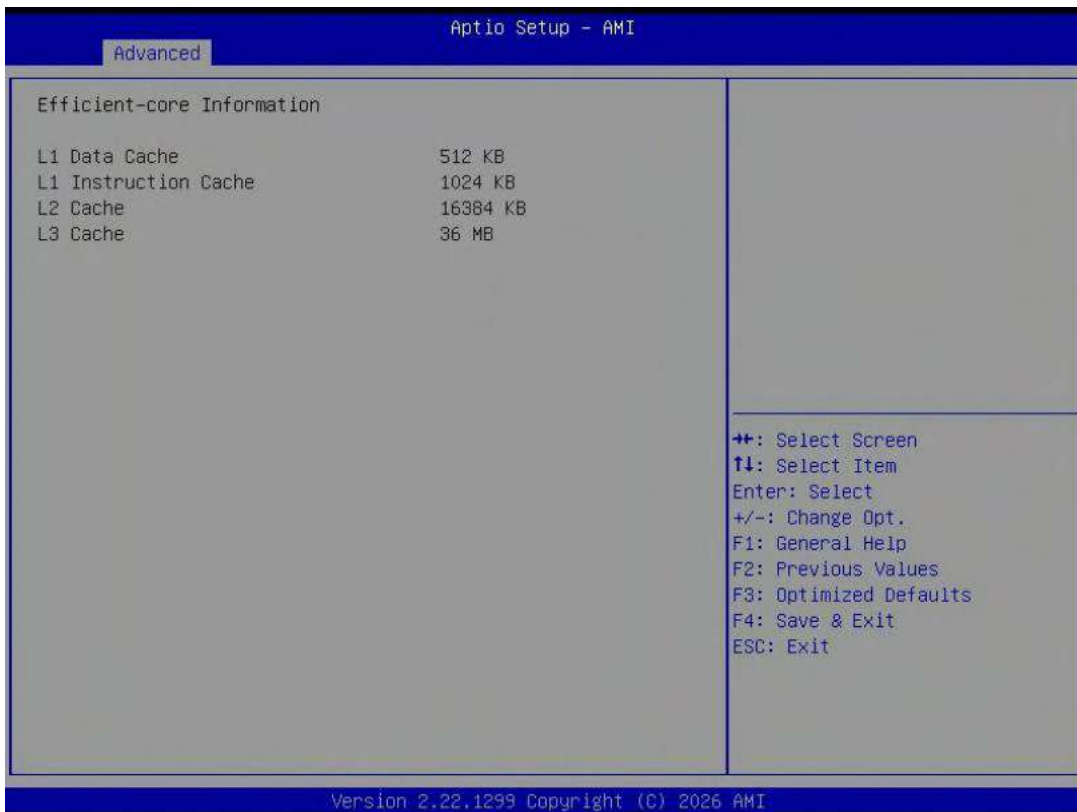 Aptio Setup – AMI
Advanced
Efficient-core Information
L1 Data Cache 512 KB
L1 Instruction Cache 1024 KB
L2 Cache 16384 KB
L3 Cache 36 MB
→←: Select Screen
↑↓: Select Item
Enter: Select
+/-: Change Opt.
F1: General Help
F2: Previous Values
F3: Optimized Defaults
F4: Save & Exit
ESC: Exit
Version 2.22.1299 Copyright (C) 2026 AMI